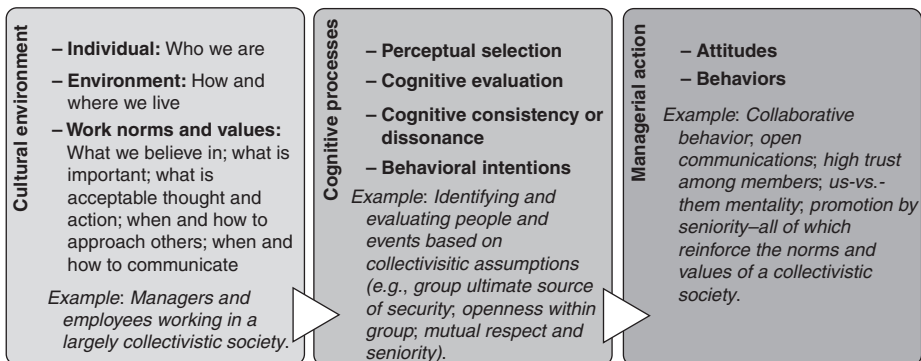 Cultural environment
– Individual: Who we are
– Environment: How and
where we live
– Work norms and values:
What we believe in; what is
important; what is
acceptable thought and
action; when and how to
approach others; when and
how to communicate
Example: Managers and
employees working in a
largely collectivistic society.
Cognitive processes
– Perceptual selection
– Cognitive evaluation
– Cognitive consistency or
dissonance
– Behavioral intentions
Example: Identifying and
evaluating people and
events based on
collectivisitic assumptions
(e.g., group ultimate source
of security; openness within
group; mutual respect and
seniority).
Managerial action
– Attitudes
– Behaviors
Example: Collaborative
behavior; open
communications; high trust
among members; us-vs.-
them mentality; promotion by
seniority–all of which
reinforce the norms and
values of a collectivistic
society.